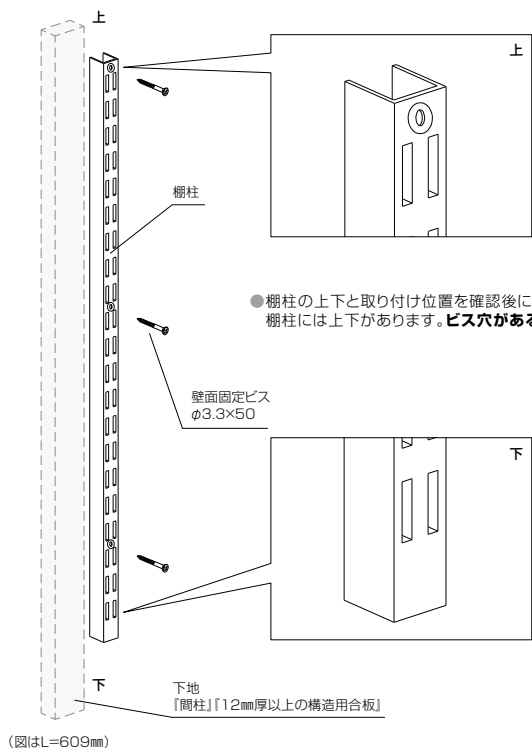 上
上
棚柱
●棚柱の上下と取り付け位置を確認後に
棚柱には上下があります。ビス穴がある
壁面固定ビス
φ3.3×50
下
下
下地
『間柱』『12㎜厚以上の構造用合板』
（図はL=609㎜）